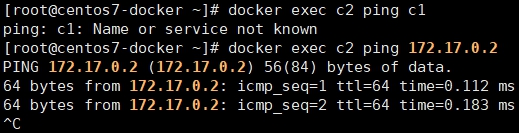 [root@centos7-docker ~]# docker exec c2 ping c1
ping: c1: Name or service not known
[root@centos7-docker ~]# docker exec c2 ping 172.17.0.2
PING 172.17.0.2 (172.17.0.2) 56(84) bytes of data.
64 bytes from 172.17.0.2: icmp_seq=1 ttl=64 time=0.112 ms
64 bytes from 172.17.0.2: icmp_seq=2 ttl=64 time=0.183 ms
^C